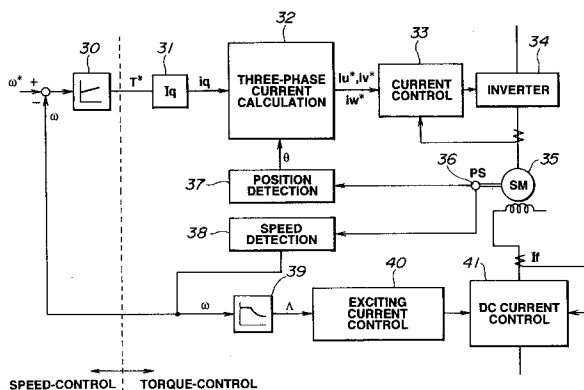 30
31
32
33
34
ω* +
−
ω
T*
Iq
iq
THREE-PHASE
CURRENT
CALCULATION
iu*,iv*
iw*
CURRENT
CONTROL
INVERTER
θ
36
PS
35
SM
37
POSITION
DETECTION
38
SPEED
DETECTION
39
40
41
If
ω
Λ
EXCITING
CURRENT
CONTROL
DC CURRENT
CONTROL
SPEED-CONTROL
TORQUE-CONTROL